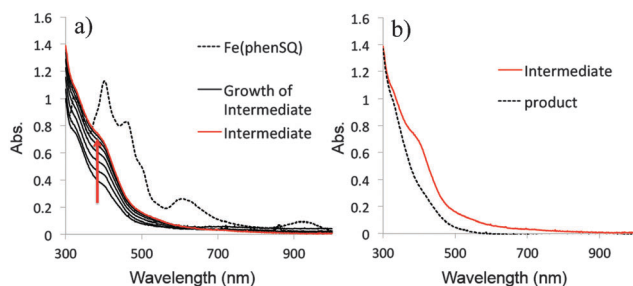 a)
1.6
1.4
1.2
1
0.8
0.6
0.4
0.2
0
Abs.
300
500
700
900
Wavelength (nm)
Fe(phenSQ)
Growth of
Intermediate
Intermediate
b)
1.6
1.4
1.2
1
0.8
0.6
0.4
0.2
0
Abs.
300
500
700
900
Wavelength (nm)
Intermediate
product